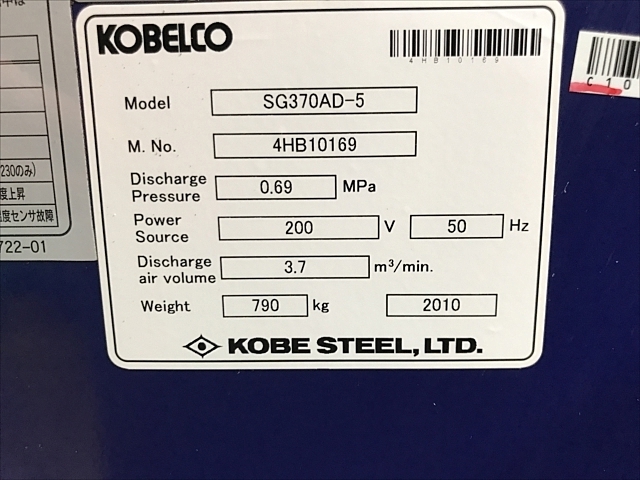 KOBELCO
4HB10169
Model SG370AD-5
M. No. 4HB10169
Discharge Pressure 0.69 MPa
Power Source 200 V 50 Hz
Discharge air volume 3.7 m³/min.
Weight 790 kg 2010
KOBE STEEL, LTD.
230のみ)
度上昇
温度センサ故障
722-01
C10